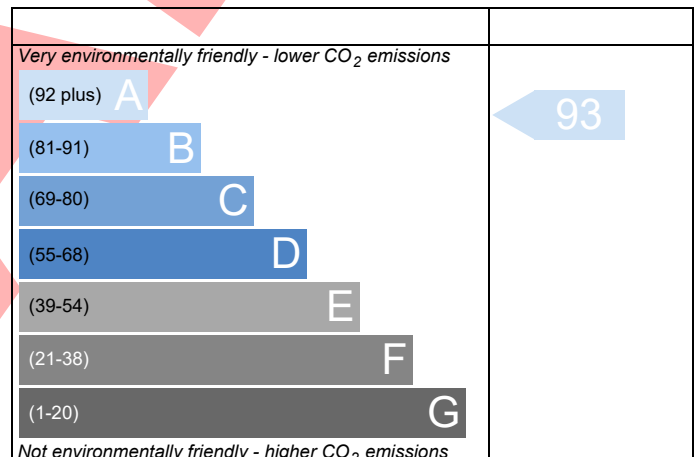 Very environmentally friendly - lower CO₂ emissions
(92 plus) A
93
(81-91) B
(69-80) C
(55-68) D
(39-54) E
(21-38) F
(1-20) G
Not environmentally friendly - higher CO₂ emissions